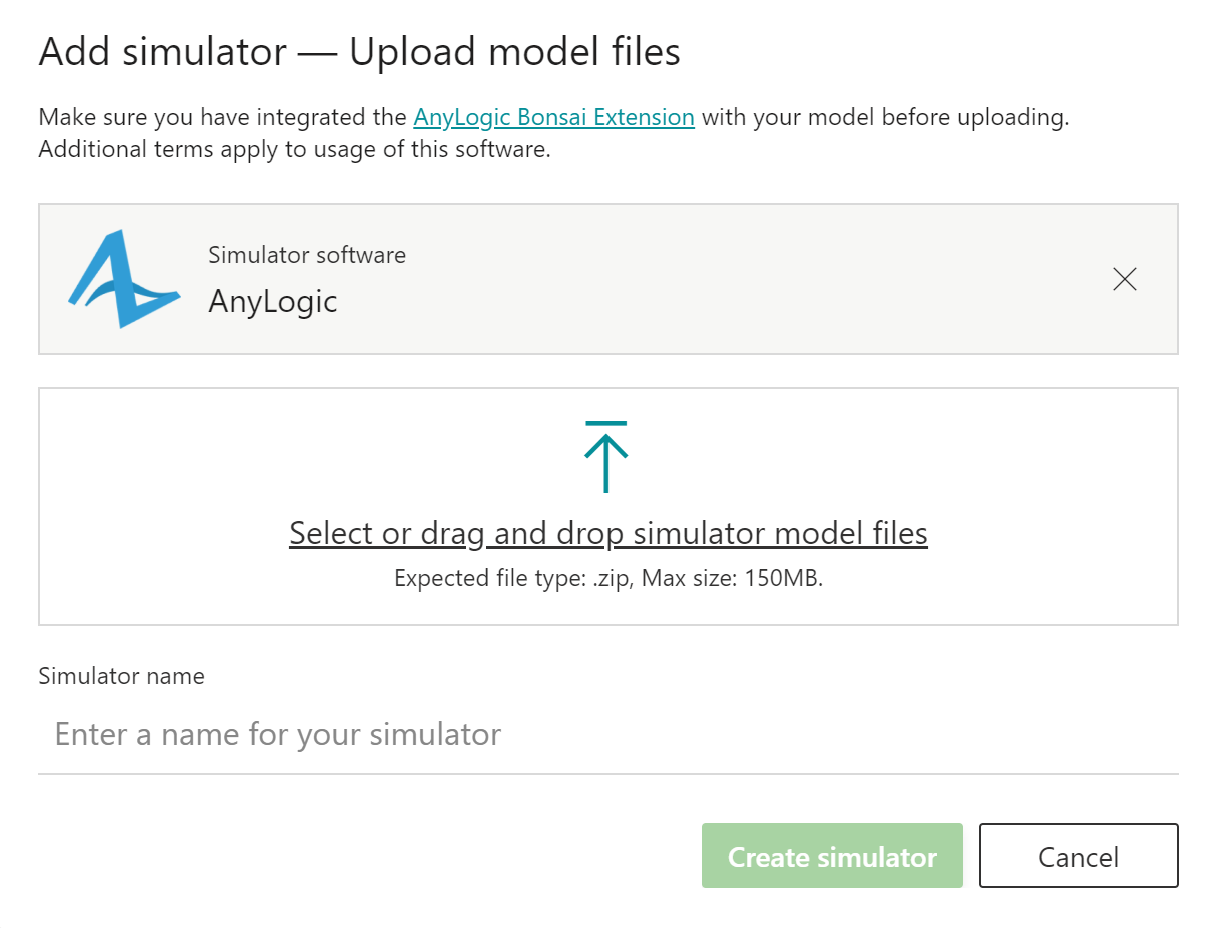 Add simulator — Upload model files
Make sure you have integrated the AnyLogic Bonsai Extension with your model before uploading.
Additional terms apply to usage of this software.
Simulator software
AnyLogic
Select or drag and drop simulator model files
Expected file type: .zip, Max size: 150MB.
Simulator name
Enter a name for your simulator
Create simulator
Cancel